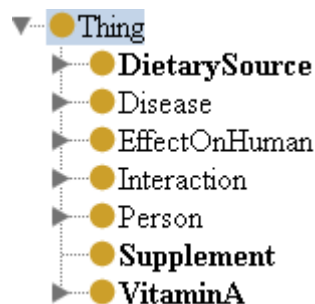 Thing
DietarySource
Disease
EffectOnHuman
Interaction
Person
Supplement
VitaminA